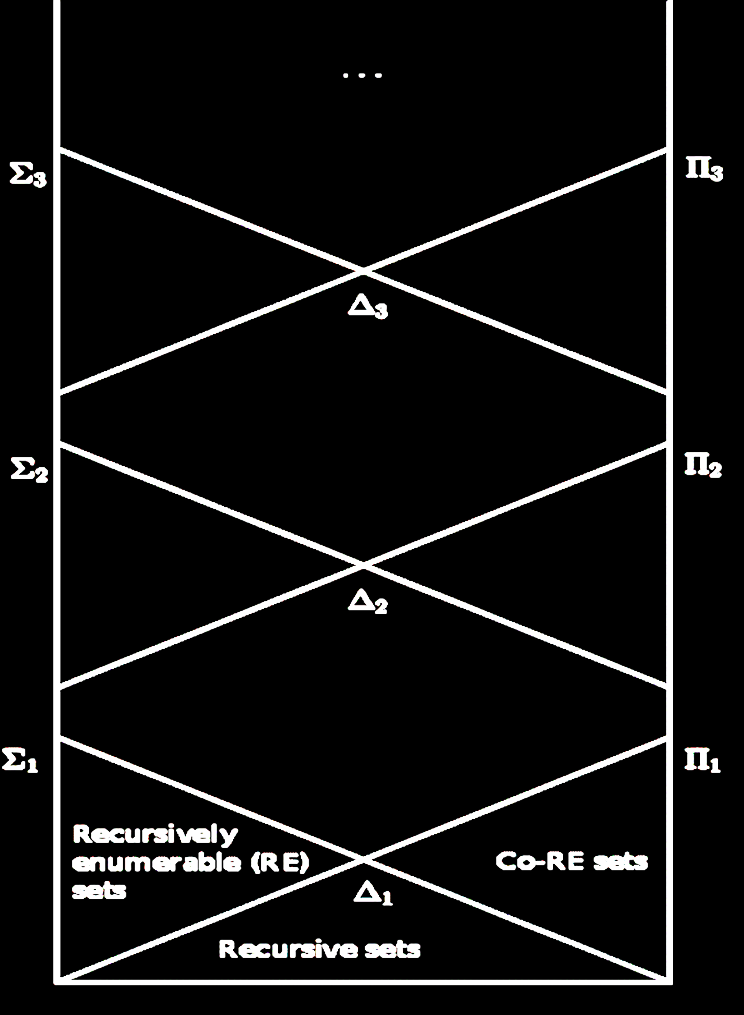 ...
Σ₃
Π₃
Δ₃
Σ₂
Π₂
Δ₂
Σ₁
Π₁
Recursively
enumerable (RE)
sets
Co-RE sets
Δ₁
Recursive sets